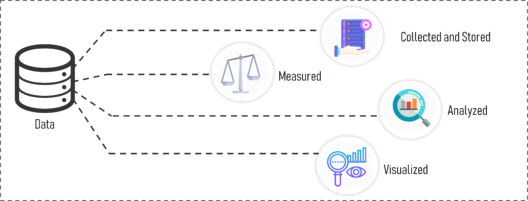 Collected and Stored
Measured
Analyzed
Data
Visualized